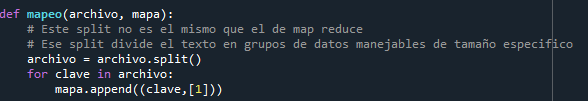 def mapeo(archivo, mapa):
# Este split no es el mismo que el de map reduce
# Ese split divide el texto en grupos de datos manejables de tamaño especifico
archivo = archivo.split()
for clave in archivo:
mapa.append((clave,[1]))